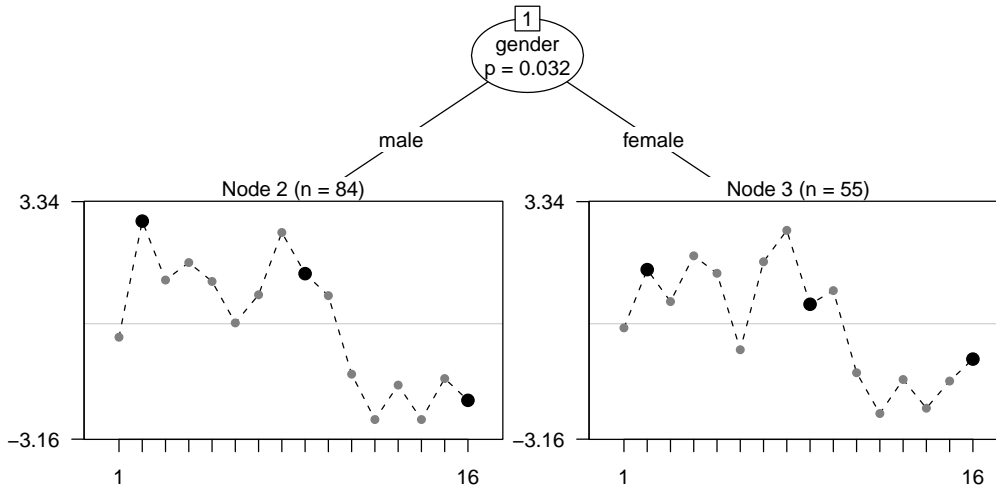 1
gender
p = 0.032
male
female
Node 2 (n = 84)
3.34
−3.16
1
16
Node 3 (n = 55)
3.34
−3.16
1
16